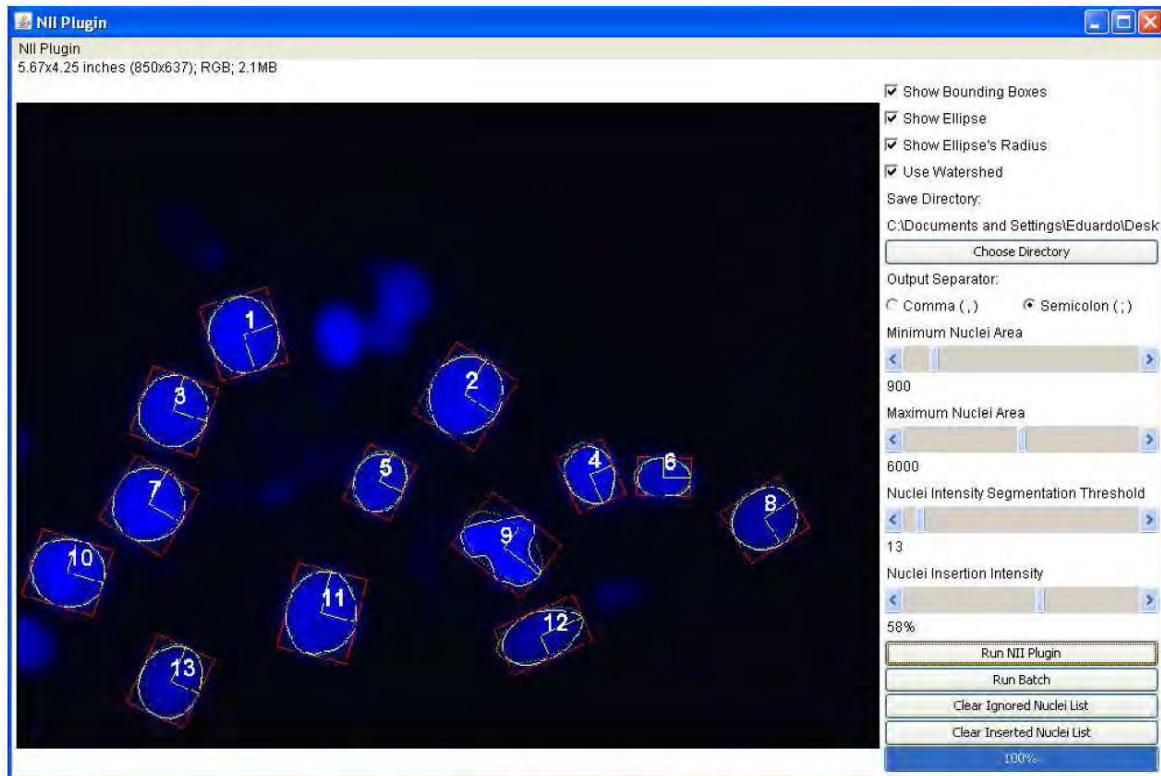 NII Plugin
NII Plugin
5.67x4.25 inches (850x637); RGB; 2.1MB
Show Bounding Boxes
Show Ellipse
Show Ellipse's Radius
Use Watershed
Save Directory:
C:\Documents and Settings\Eduardo\Desk
Choose Directory
Output Separator:
Comma ( , ) Semicolon ( ; )
Minimum Nuclei Area
900
Maximum Nuclei Area
6000
Nuclei Intensity Segmentation Threshold
13
Nuclei Insertion Intensity
58%
Run NII Plugin
Run Batch
Clear Ignored Nuclei List
Clear Inserted Nuclei List
100%
1
2
3
4
5
6
7
8
9
10
11
12
13